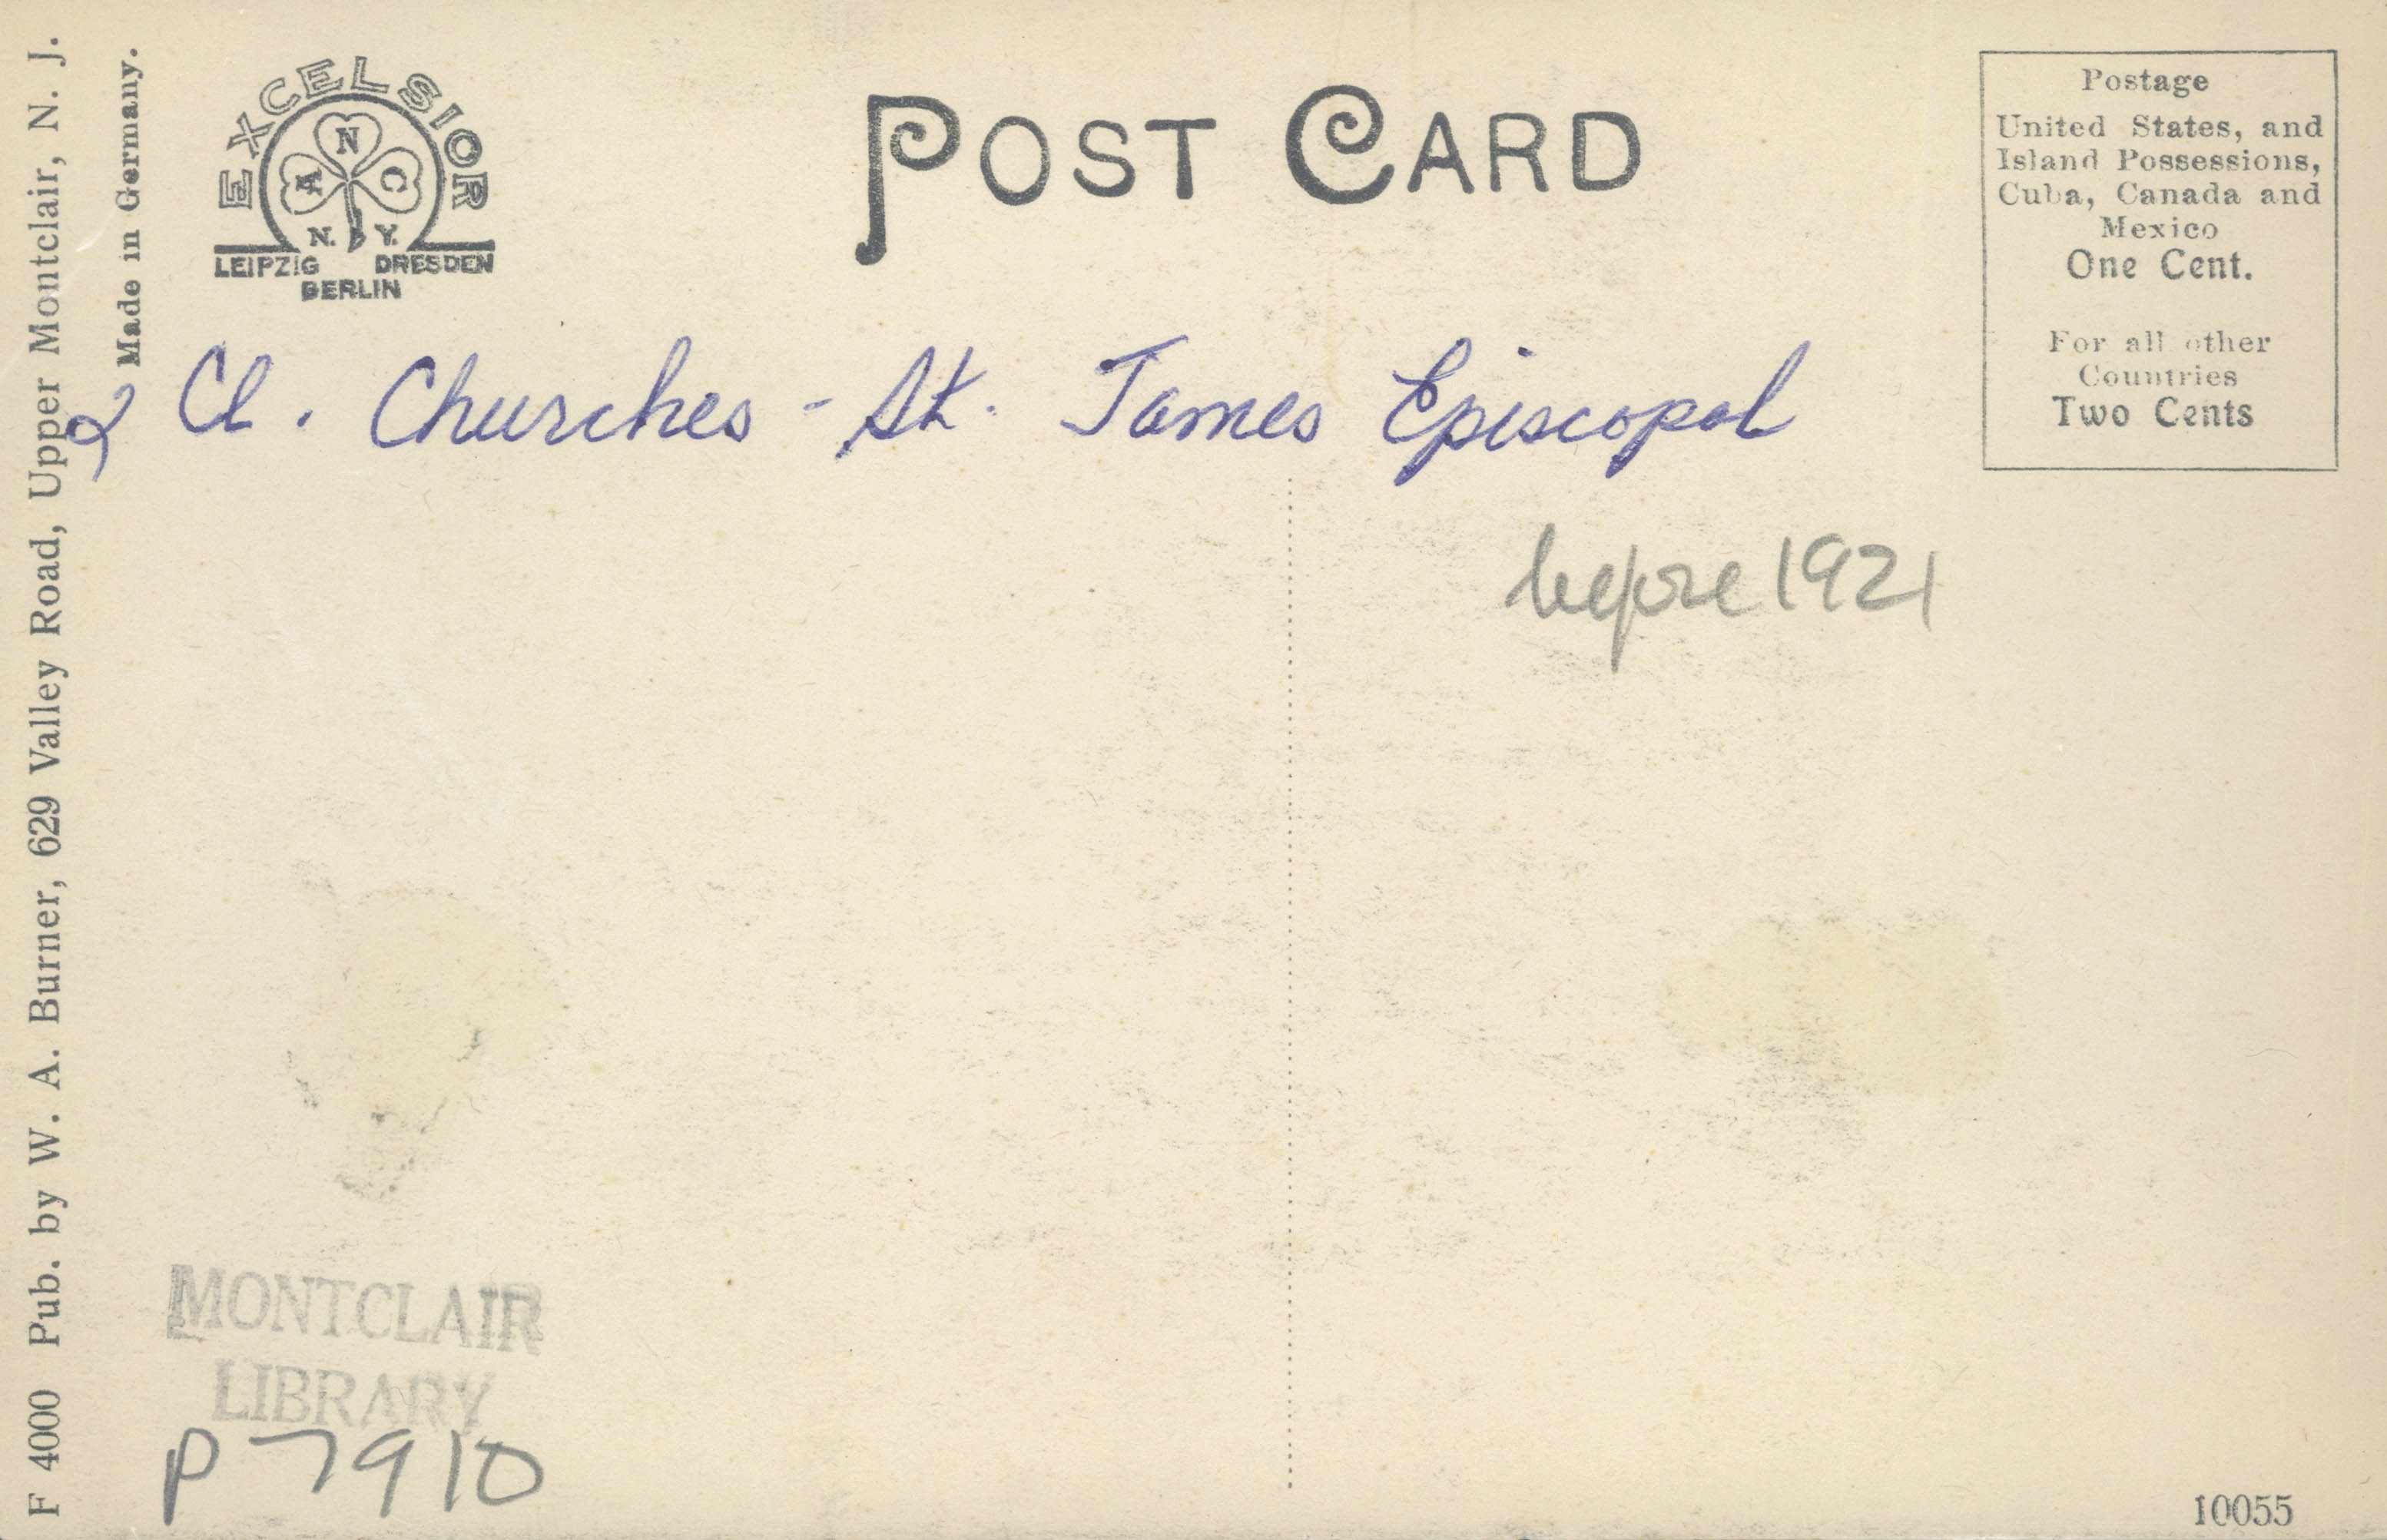 F 4000 Pub. by W. A. Burner, 629 Valley Road, Upper Montclair, N. J.
Made in Germany.
EXCELSIOR
A N C
N. Y.
LEIPZIG DRESDEN
BERLIN
POST CARD
Postage
United States, and
Island Possessions,
Cuba, Canada and
Mexico
One Cent.
For all other
Countries
Two Cents
Cl. Churches - St. James Episcopal
before 1921
MONTCLAIR
LIBRARY
P 7910
10055